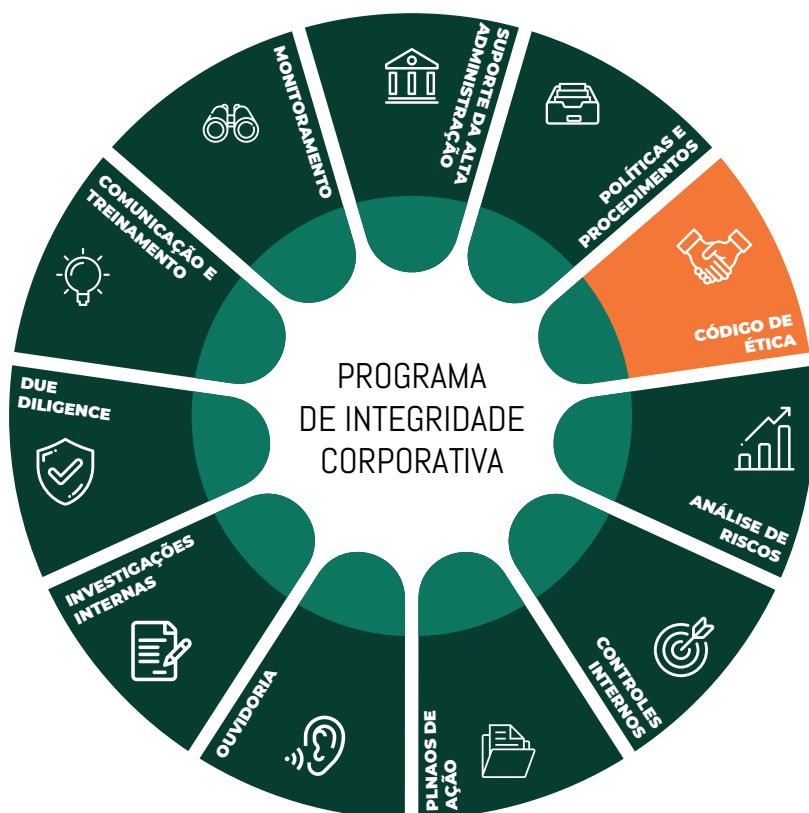 PROGRAMA
DE INTEGRIDADE
CORPORATIVA
SUPORTE DA ALTA
ADMINISTRAÇÃO
POLÍTICAS E
PROCEDIMENTOS
CÓDIGO DE
ÉTICA
ANÁLISE DE
RISCOS
CONTROLES
INTERNOS
PLNAOS DE
AÇÃO
OUVIDORIA
INVESTIGAÇÕES
INTERNAS
DUE
DILIGENCE
COMUNICAÇÃO E
TREINAMENTO
MONITORAMENTO